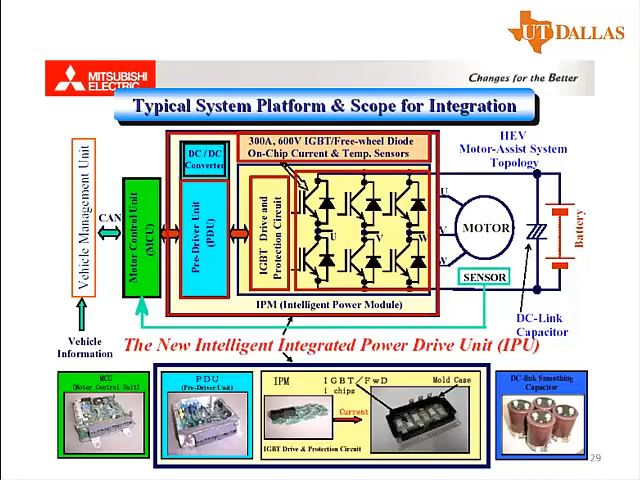 UT DALLAS
MITSUBISHI
ELECTRIC
Changes for the Better
Typical System Platform & Scope for Integration
300A, 600V IGBT/Free-wheel Diode
On-Chip Current & Temp. Sensors
HEV
Motor-Assist System
Topology
DC / DC
Converter
Vehicle Management Unit
CAN
Motor Control Unit
(MCU)
Pre-Driver Unit
(PDU)
IGBT Drive and
Protection Circuit
U
V
W
U
V
W
MOTOR
Battery
SENSOR
IPM (Intelligent Power Module)
DC-Link
Capacitor
Vehicle
Information
The New Intelligent Integrated Power Drive Unit (IPU)
MCU
(Motor Control Unit)
PDU
(Pre-Driver Unit)
IPM
IGBT/FwD
chips
Mold Case
Current
IGBT Drive & Protection Circuit
DC-link Smoothing
Capacitor
29